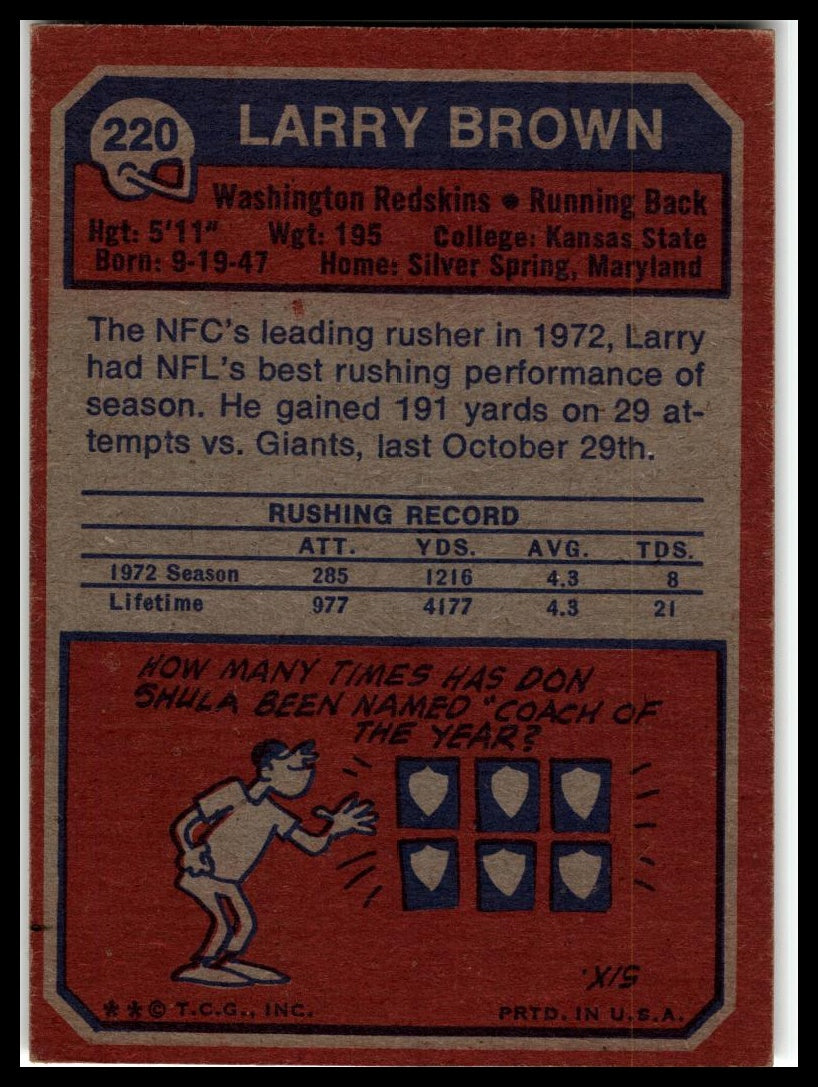 220
LARRY BROWN
Washington Redskins • Running Back
Hgt: 5'11" Wgt: 195 College: Kansas State
Born: 9-19-47 Home: Silver Spring, Maryland
The NFC's leading rusher in 1972, Larry
had NFL's best rushing performance of
season. He gained 191 yards on 29 at-
tempts vs. Giants, last October 29th.
RUSHING RECORD
ATT. YDS. AVG. TDS.
1972 Season 285 1216 4.3 8
Lifetime 977 4177 4.3 21
HOW MANY TIMES HAS DON
SHULA BEEN NAMED "COACH OF
THE YEAR?
SIX.
**© T.C.G., INC. PRTD. IN U.S.A.